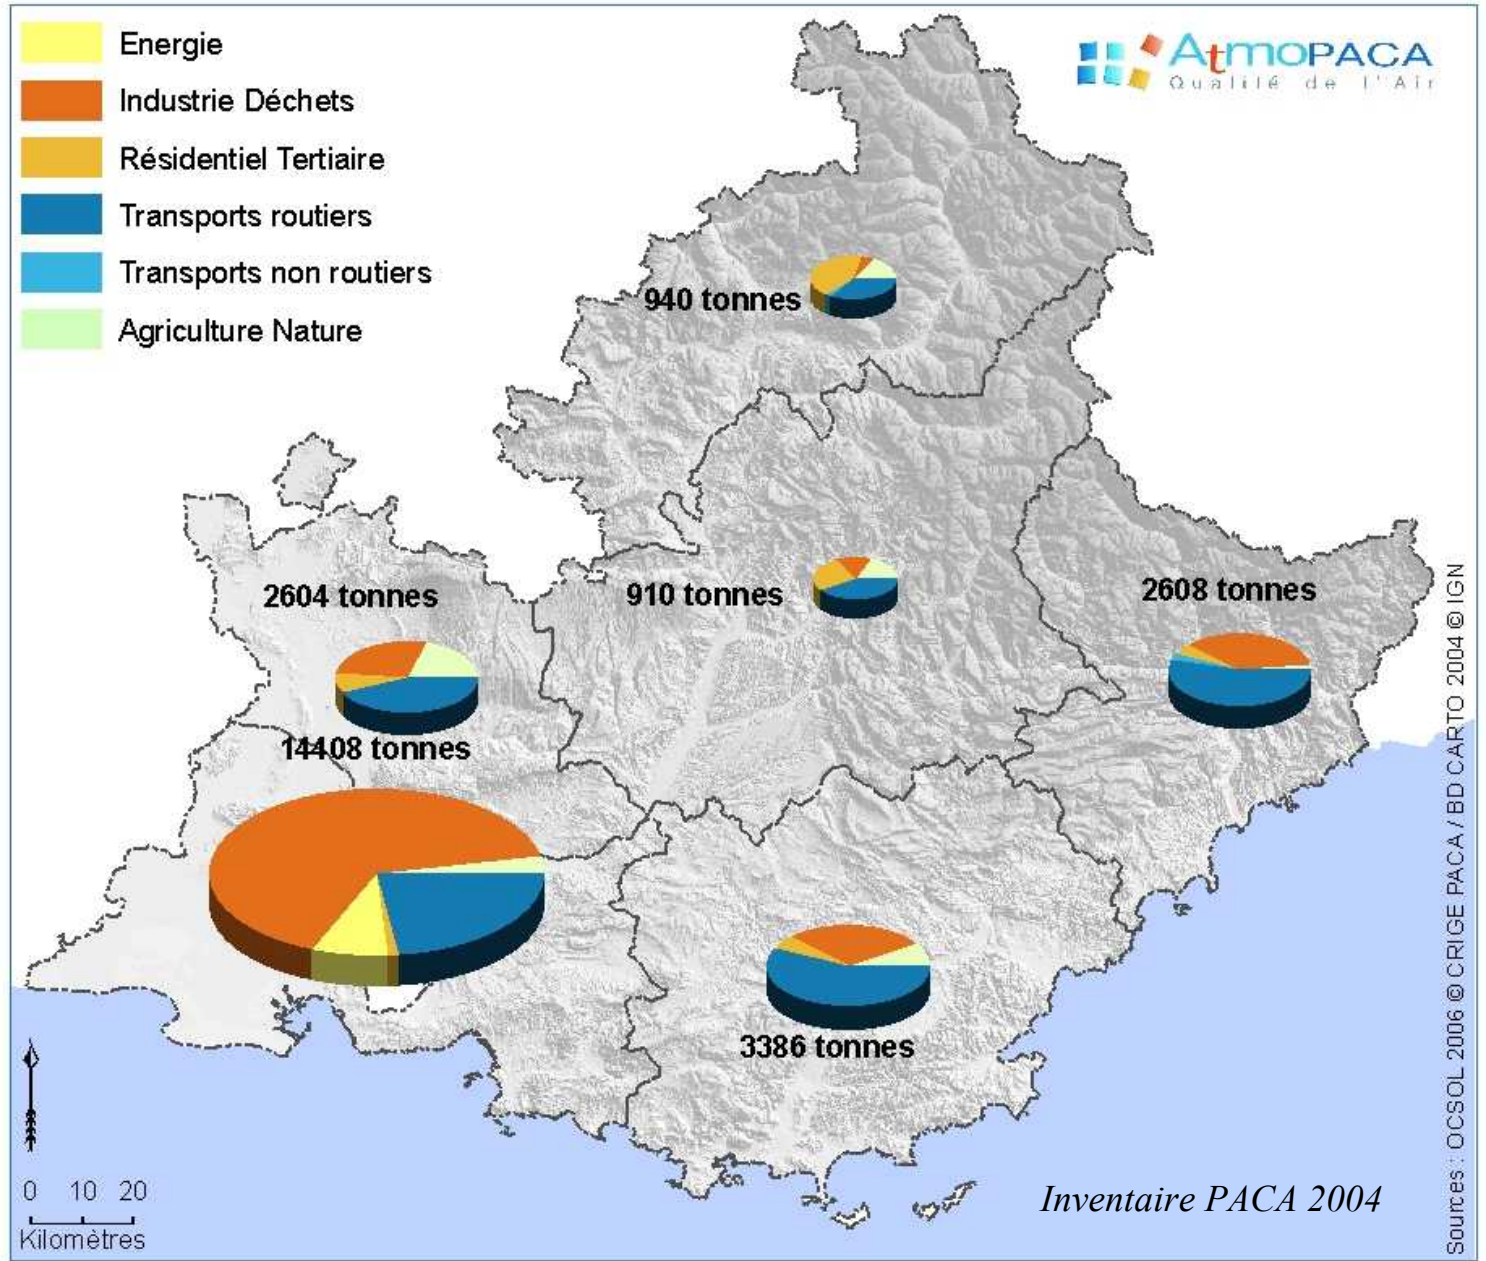 Energie
Industrie Déchets
Résidentiel Tertiaire
Transports routiers
Transports non routiers
Agriculture Nature
AtmoPACA
Qualité de l'Air
940 tonnes
2604 tonnes
910 tonnes
2608 tonnes
14408 tonnes
3386 tonnes
0 10 20
Kilomètres
Inventaire PACA 2004
Sources : OCSOL 2006 © CRIGE PACA / BD CARTO 2004 © IGN